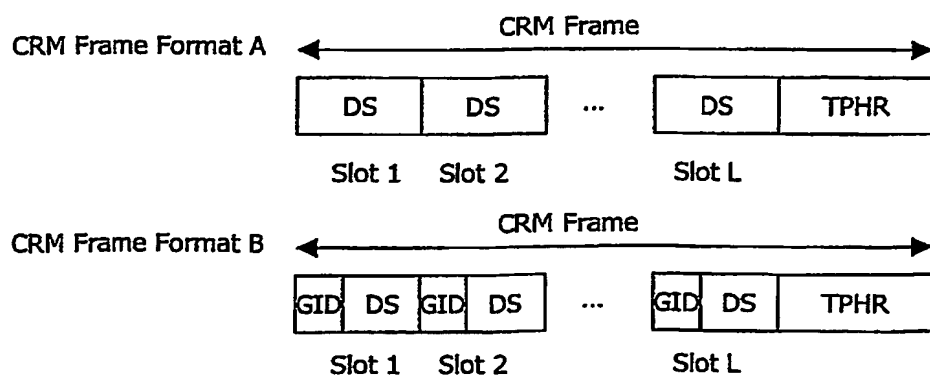 CRM Frame Format A
CRM Frame
DS DS ... DS TPHR
Slot 1 Slot 2 Slot L
CRM Frame Format B
CRM Frame
GID DS GID DS ... GID DS TPHR
Slot 1 Slot 2 Slot L